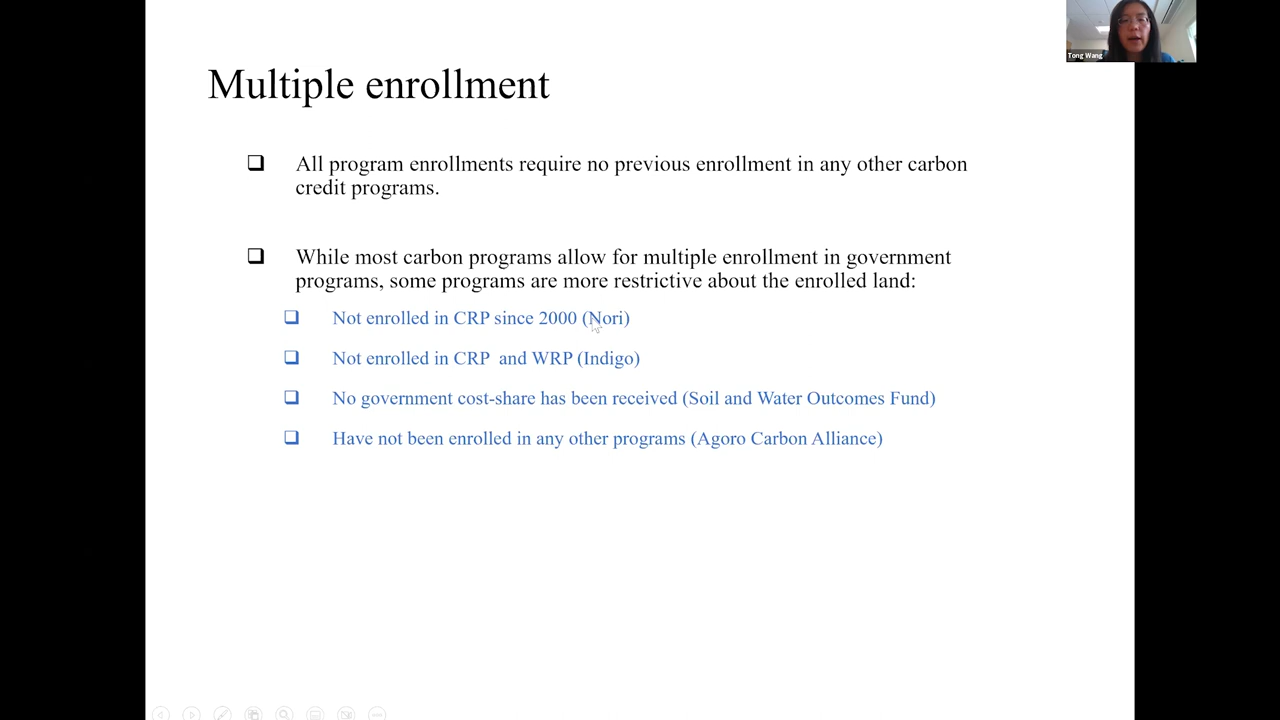 Tong Wang
Multiple enrollment
All program enrollments require no previous enrollment in any other carbon
credit programs.
While most carbon programs allow for multiple enrollment in government
programs, some programs are more restrictive about the enrolled land:
Not enrolled in CRP since 2000 (Nori)
Not enrolled in CRP and WRP (Indigo)
No government cost-share has been received (Soil and Water Outcomes Fund)
Have not been enrolled in any other programs (Agoro Carbon Alliance)